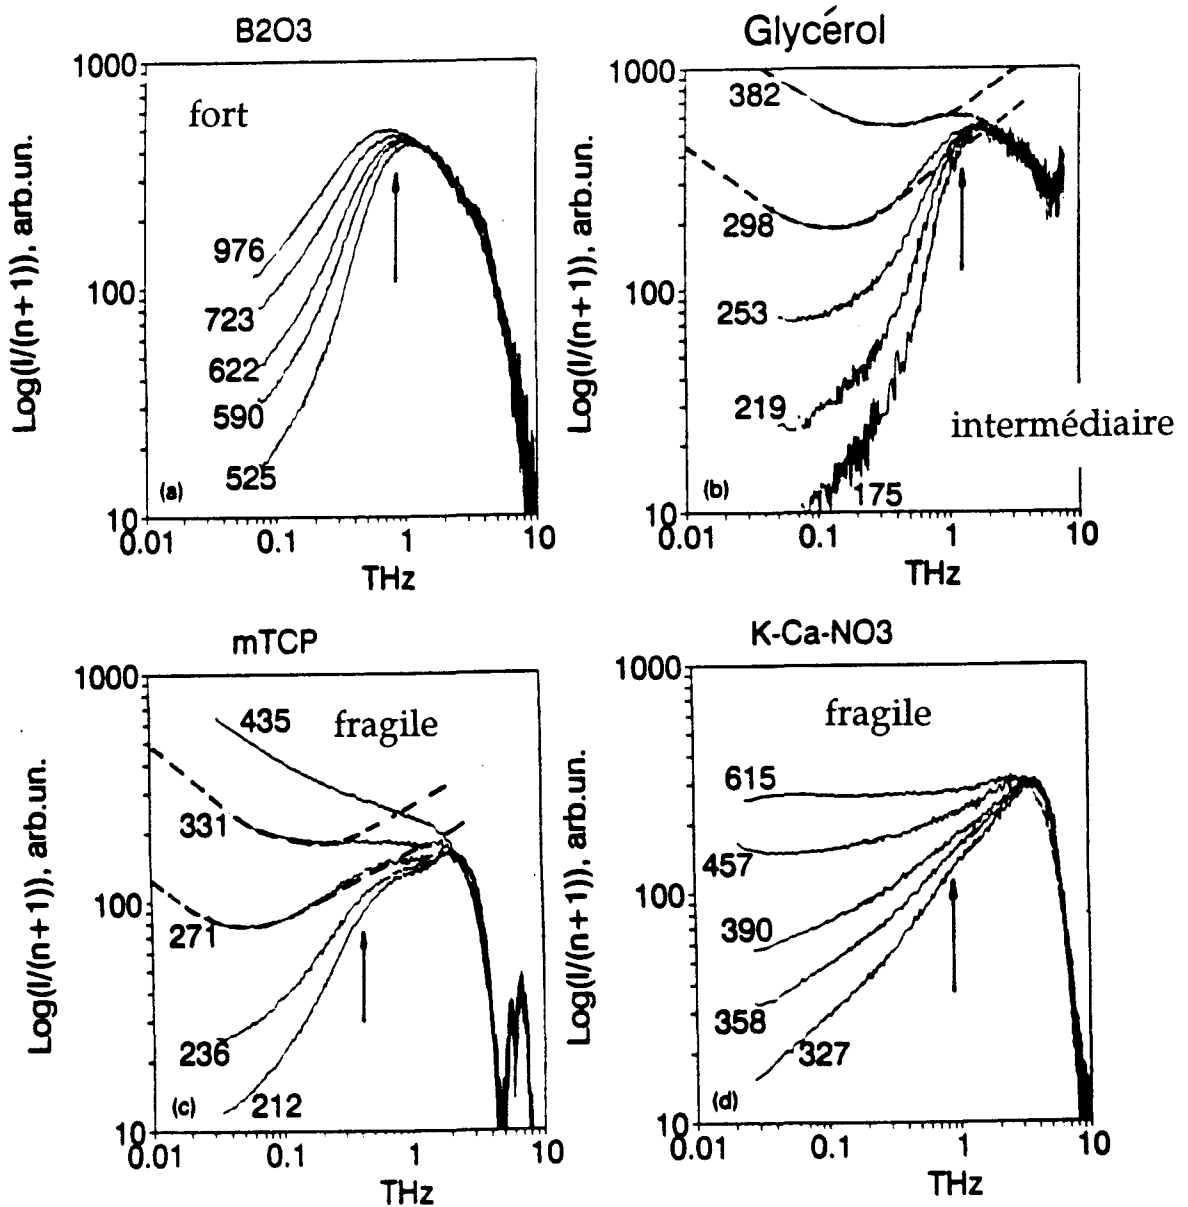 B2O3
1000
fort
976
723
622
590
525
100
10
(a)
0.01
0.1
1
10
THz
Log(I/(n+1)), arb.un.
Glycérol
1000
382
298
253
219
175
100
10
(b)
intermédiaire
0.01
0.1
1
10
THz
Log(I/(n+1)), arb.un.
mTCP
1000
435
fragile
331
271
236
212
100
10
(c)
0.01
0.1
1
10
THz
Log(I/(n+1)), arb.un.
K-Ca-NO3
1000
fragile
615
457
390
358
327
100
10
(d)
0.01
0.1
1
10
THz
Log(I/(n+1)), arb.un.